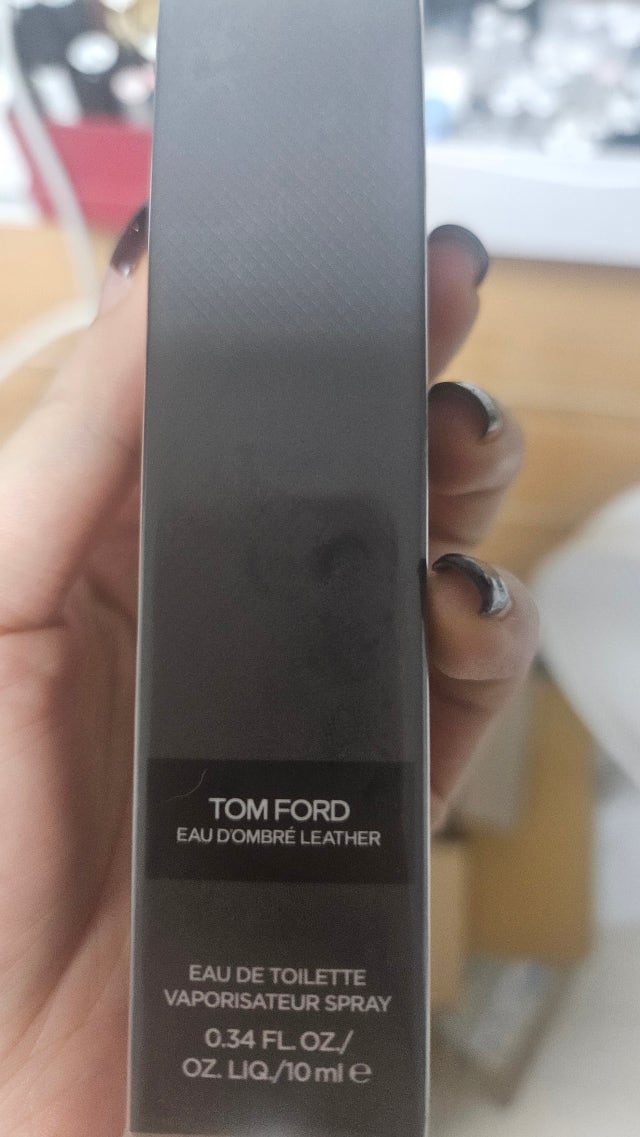 TOM FORD
EAU D'OMBRÉ LEATHER
EAU DE TOILETTE
VAPORISATEUR SPRAY
0.34 FL. OZ./
OZ. LIQ./10 ml ℮